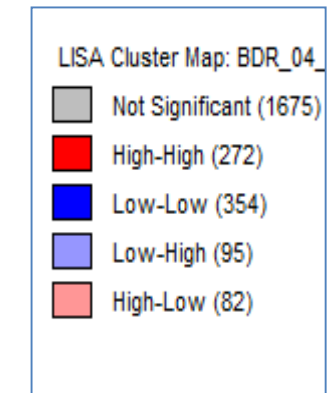 LISA Cluster Map: BDR_04_
Not Significant (1675)
High-High (272)
Low-Low (354)
Low-High (95)
High-Low (82)